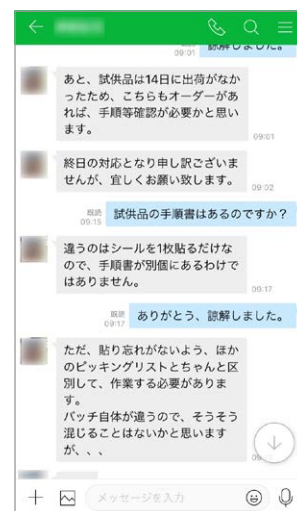 09:01
諒解しました。
あと、試供品は14日に出荷がなか
ったため、こちらもオーダーがあ
れば、手順等確認が必要かと思い
ます。
09:01
終日の対応となり申し訳ございま
せんが、宜しくお願い致します。
09:02
既読
09:15
試供品の手順書はあるのですか？
違うのはシールを1枚貼るだけな
ので、手順書が別個にあるわけで
はありません。
09:17
既読
09:17
ありがとう、諒解しました。
ただ、貼り忘れがないよう、ほか
のピッキングリストとちゃんと区
別して、作業する必要がありま
す。
バッチ自体が違うので、そうそう
混じることはないかと思います
が、、、
メッセージを入力